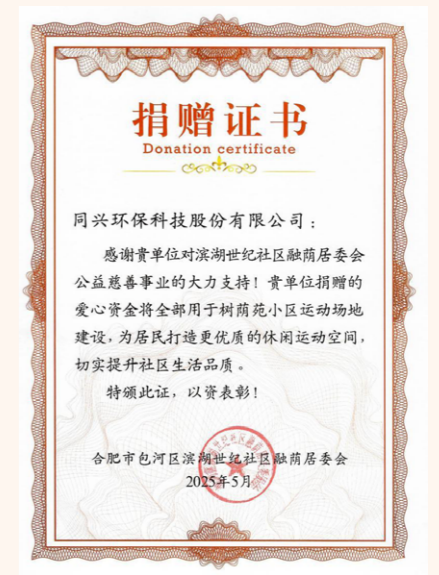 捐赠证书
Donation certificate
同兴环保科技股份有限公司：
感谢贵单位对滨湖世纪社区融荫居委会
公益慈善事业的大力支持！贵单位捐赠的
爱心资金将全部用于树荫苑小区运动场地
建设，为居民打造更优质的休闲运动空间，
切实提升社区生活品质。
特颁此证，以资表彰！
合肥市包河区滨湖世纪社区融荫居委会
2025年5月